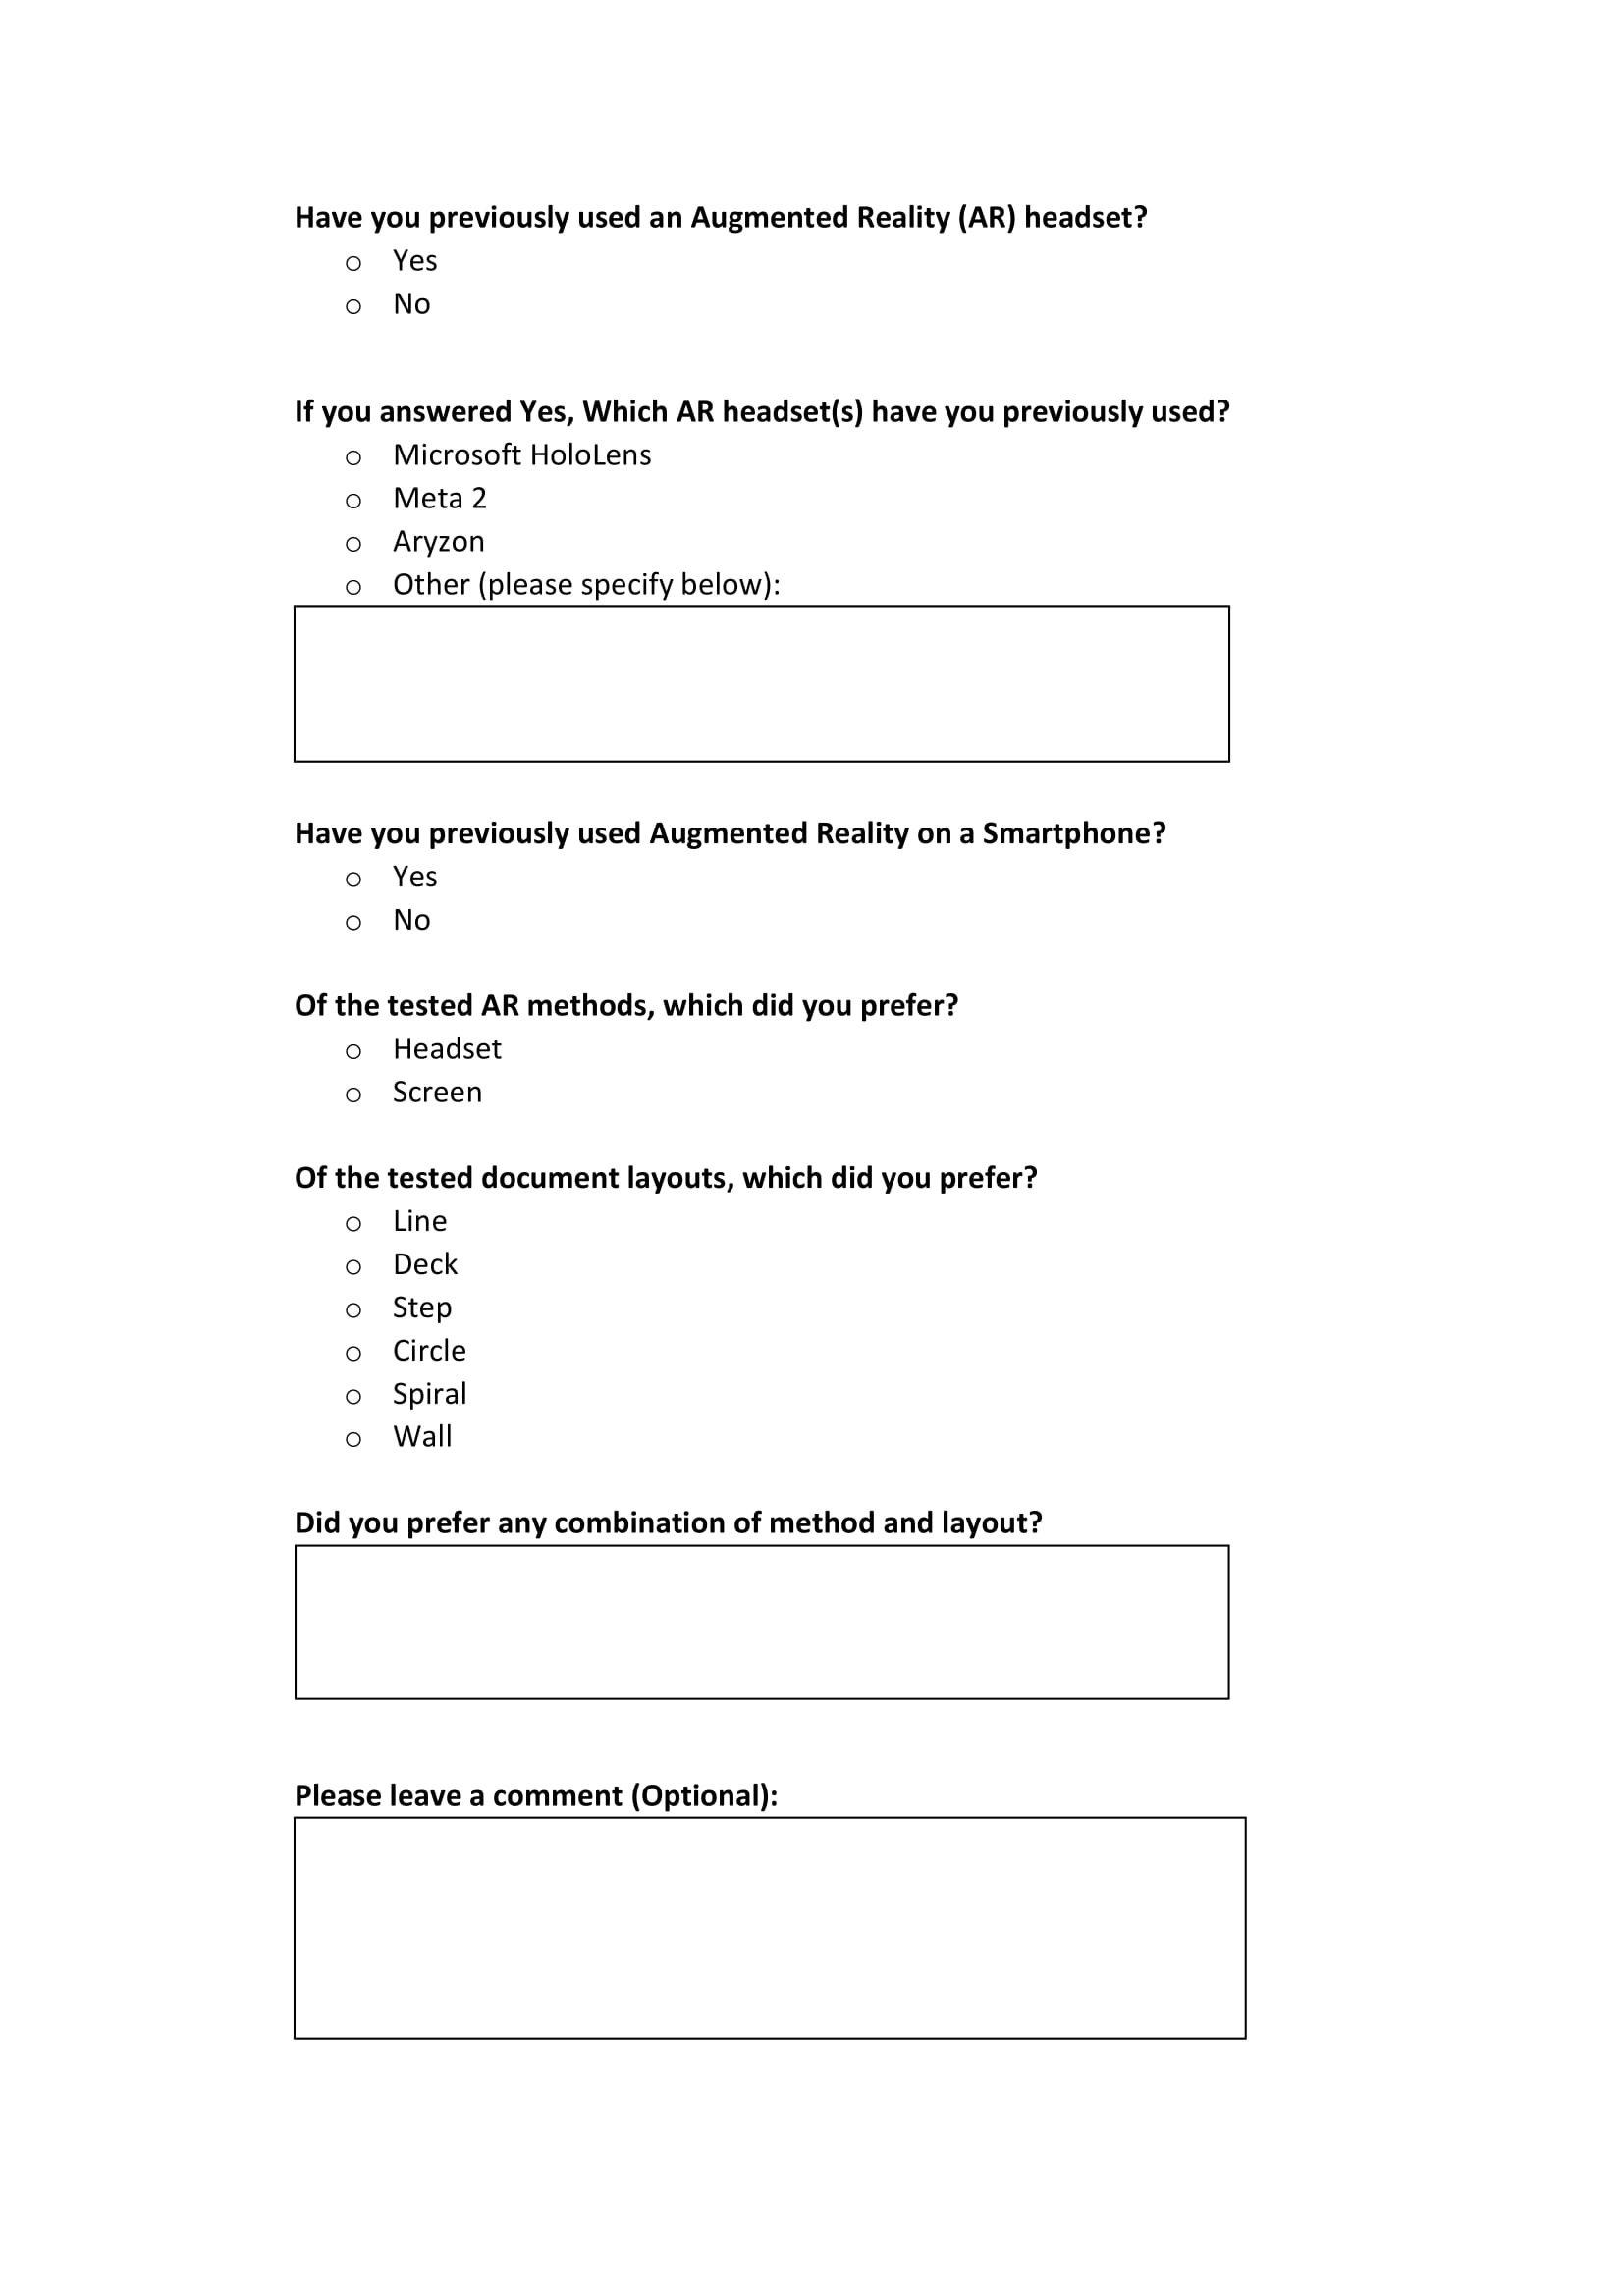 Have you previously used an Augmented Reality (AR) headset?
o Yes
o No
If you answered Yes, Which AR headset(s) have you previously used?
o Microsoft HoloLens
o Meta 2
o Aryzon
o Other (please specify below):
Have you previously used Augmented Reality on a Smartphone?
o Yes
o No
Of the tested AR methods, which did you prefer?
o Headset
o Screen
Of the tested document layouts, which did you prefer?
o Line
o Deck
o Step
o Circle
o Spiral
o Wall
Did you prefer any combination of method and layout?
Please leave a comment (Optional):